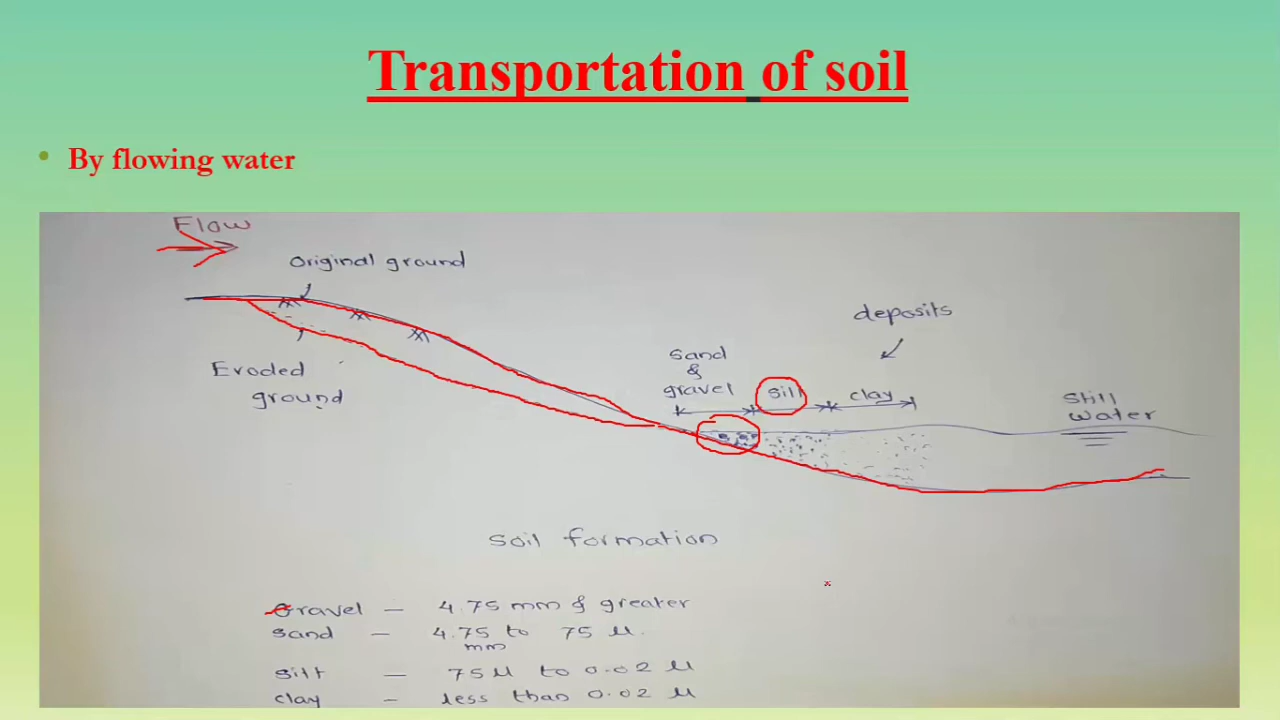 Transportation of soil
• By flowing water
Flow
Original ground
Eroded
ground
deposits
Sand
&
gravel
silt
clay
Still
water
Soil formation
Gravel – 4.75 mm & greater
Sand – 4.75 to 75 μ.
mm
Silt – 75 μ to 0.02 μ
clay – less than 0.02 μ